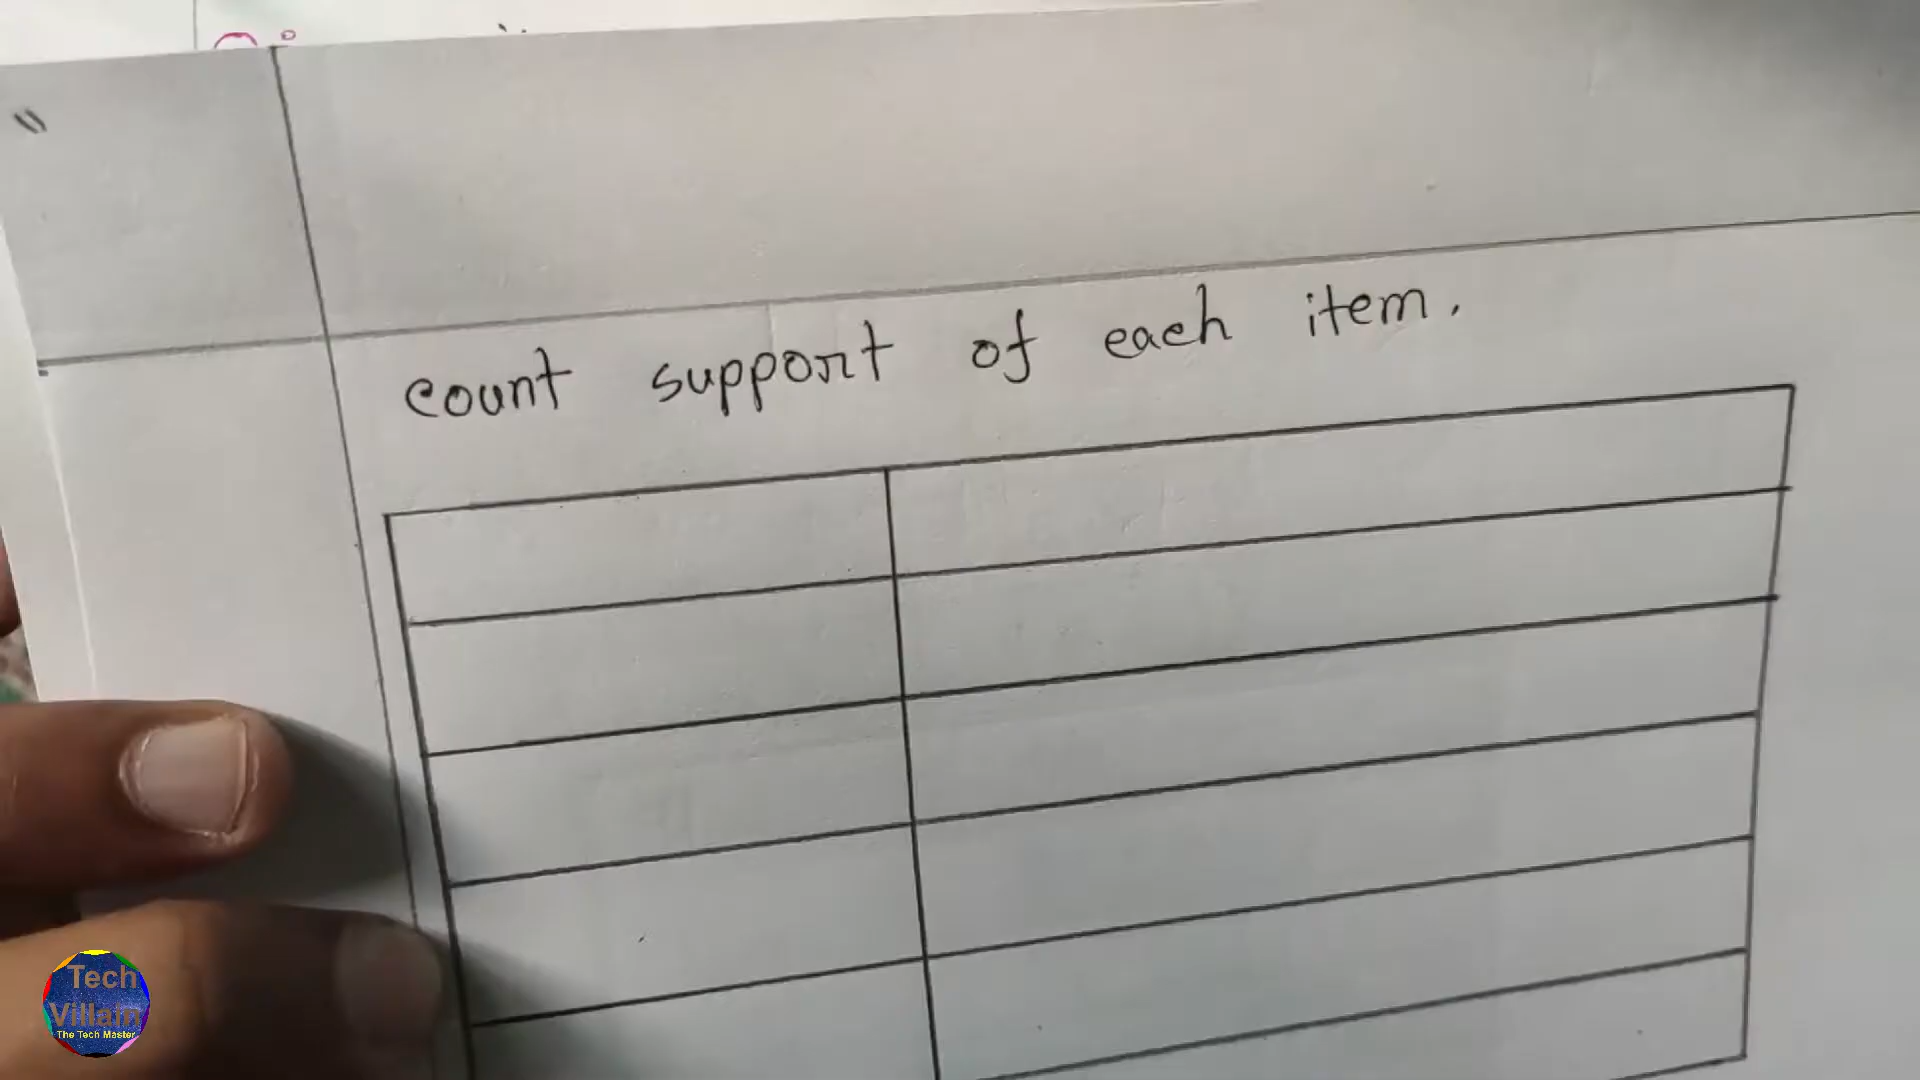 count support of each item.
Tech
Villain
The Tech Master